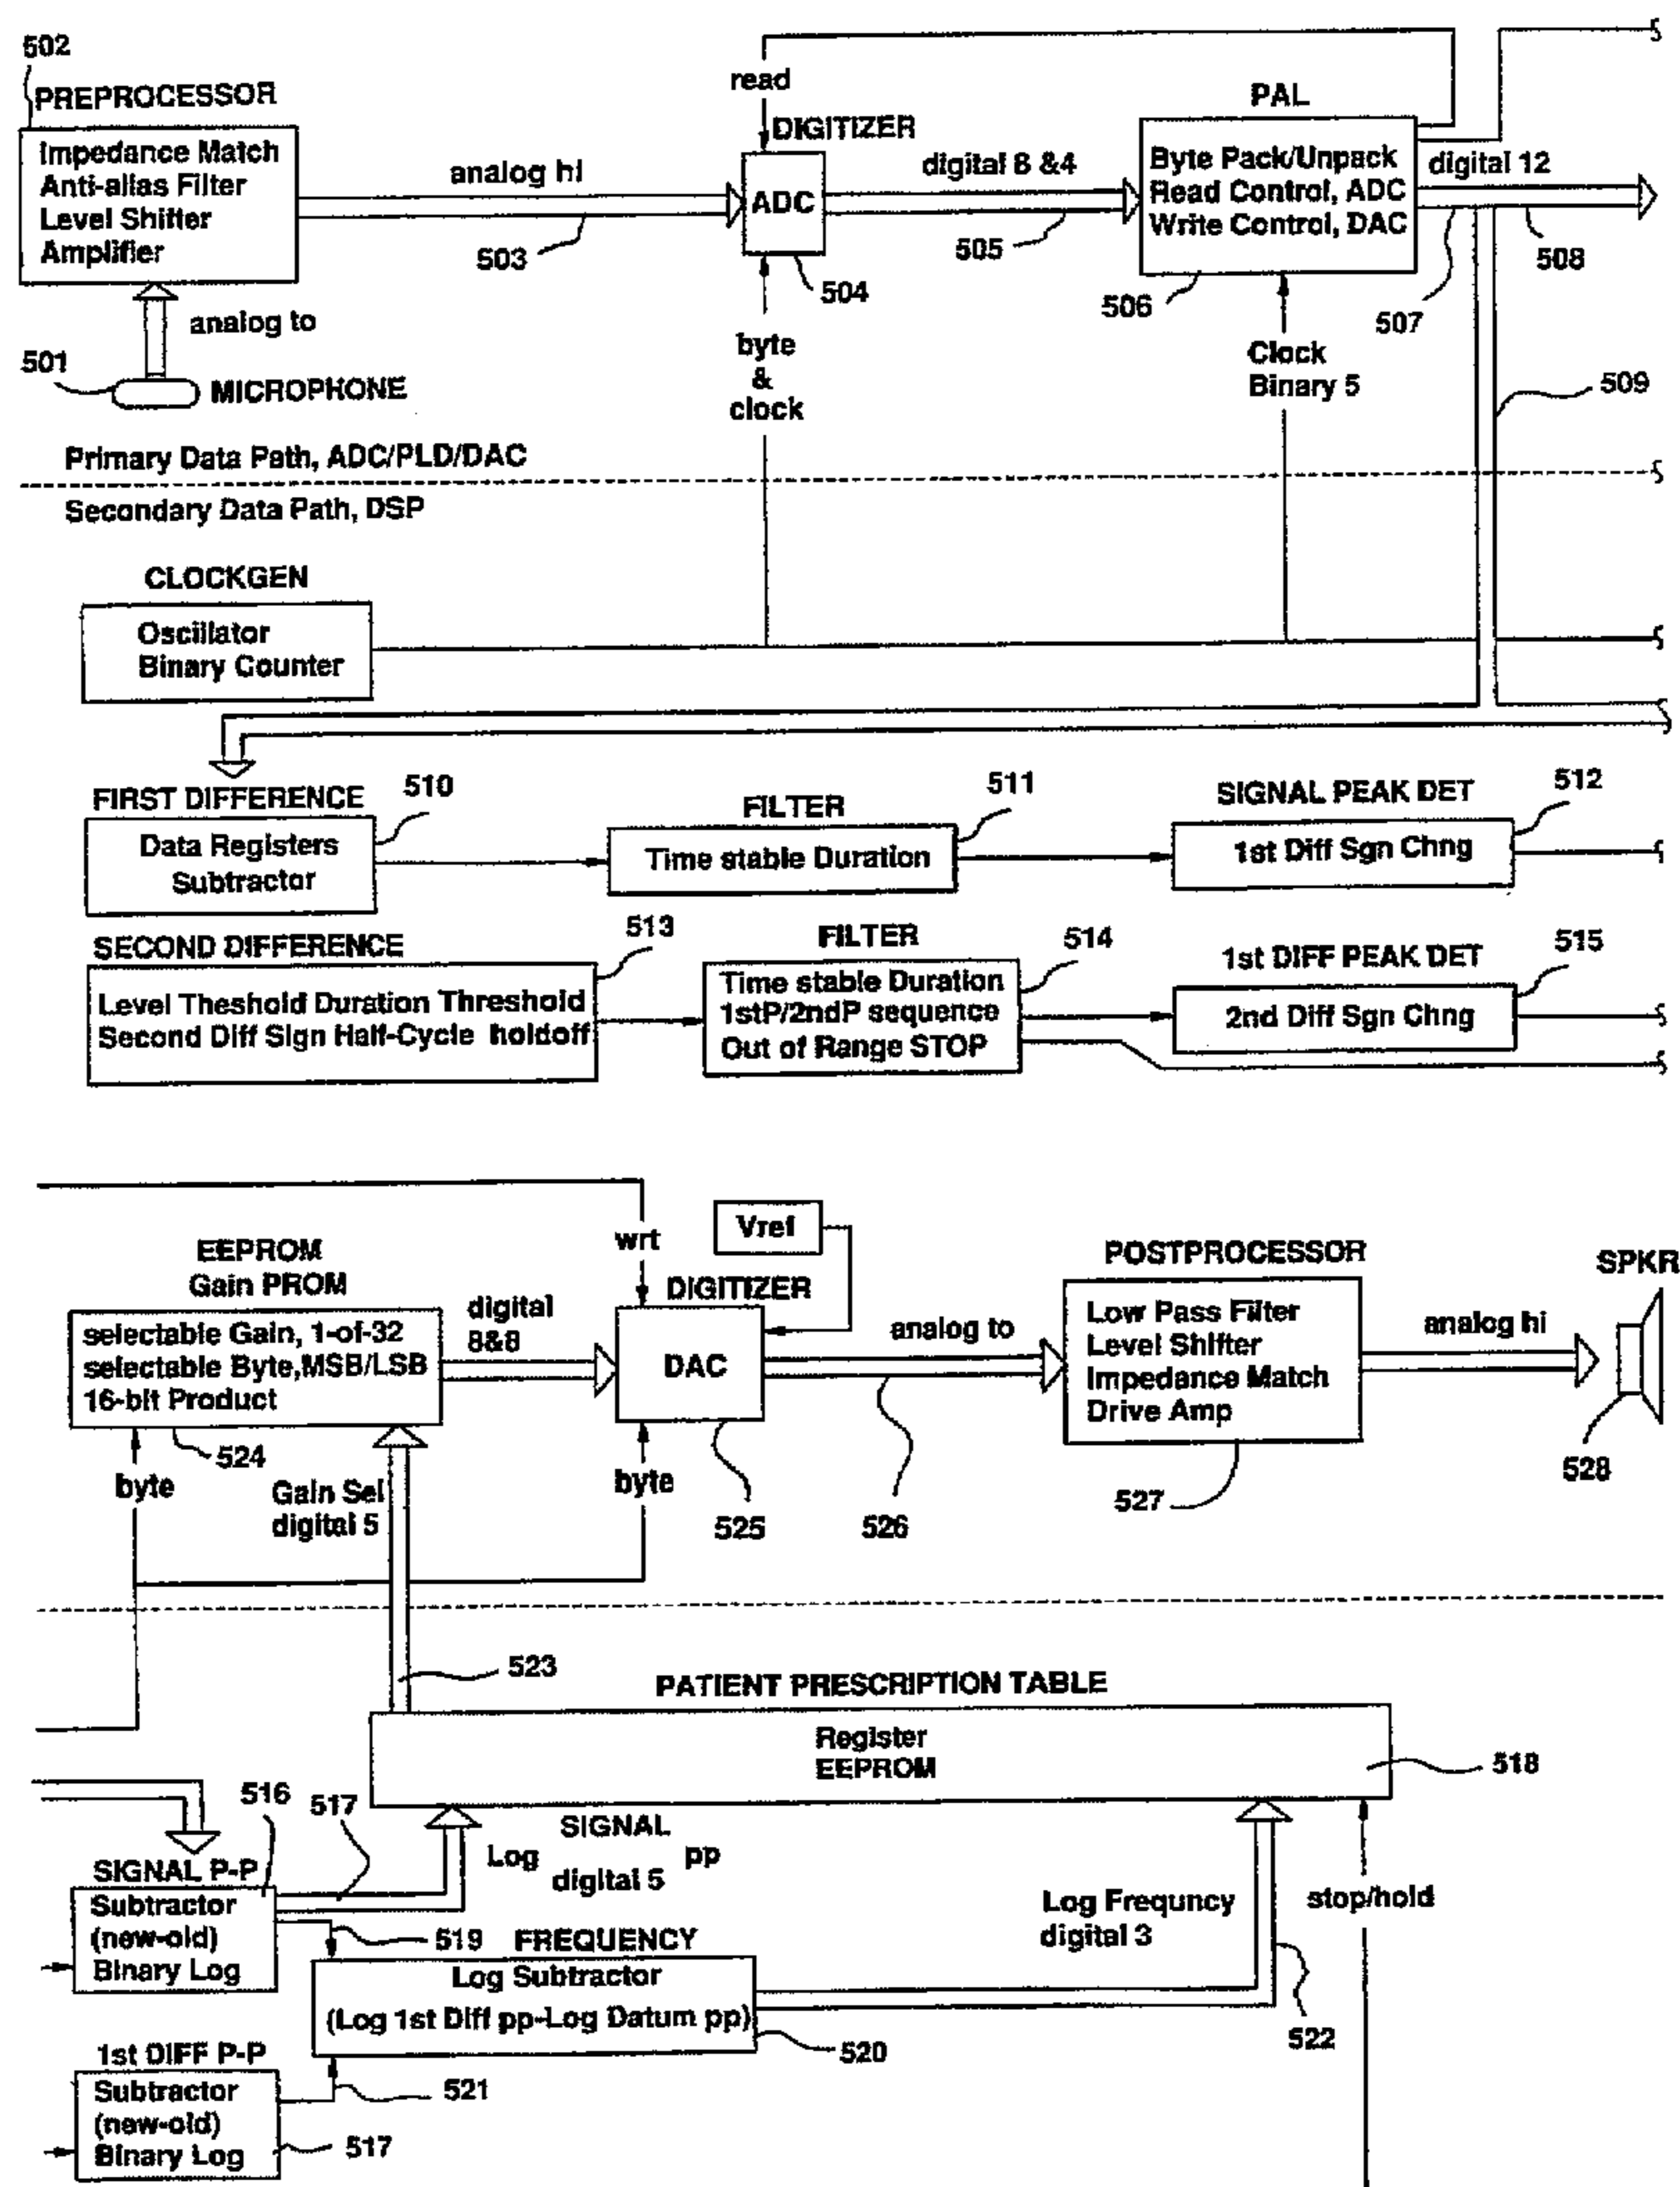 502
PREPROCESSOR
Impedance Match
Anti-alias Filter
Level Shifter
Amplifier
analog to
501
MICROPHONE
analog hi
503
read
DIGITIZER
ADC
504
byte
&
clock
digital 8 &4
505
PAL
Byte Pack/Unpack
Read Control, ADC
Write Control, DAC
506
Clock
Binary 5
digital 12
507
508
509
Primary Data Path, ADC/PLD/DAC
Secondary Data Path, DSP
CLOCKGEN
Oscillator
Binary Counter
FIRST DIFFERENCE
510
Data Registers
Subtractor
FILTER
511
Time stable Duration
SIGNAL PEAK DET
512
1st Diff Sgn Chng
SECOND DIFFERENCE
513
Level Theshold Duration Threshold
Second Diff Sign Half-Cycle holdoff
FILTER
514
Time stable Duration
1stP/2ndP sequence
Out of Range STOP
1st DIFF PEAK DET
515
2nd Diff Sgn Chng
EEPROM
Gain PROM
selectable Gain, 1-of-32
selectable Byte,MSB/LSB
16-bit Product
524
byte
Gain Sel
digital 5
digital
8&8
wrt
Vref
DIGITIZER
DAC
byte
525
analog to
526
POSTPROCESSOR
Low Pass Filter
Level Shifter
Impedance Match
Drive Amp
527
analog hi
SPKR
528
523
PATIENT PRESCRIPTION TABLE
Register
EEPROM
518
516
517
SIGNAL P-P
Subtractor
(new-old)
Binary Log
SIGNAL
Log pp
digital 5
519
FREQUENCY
Log Subtractor
(Log 1st Diff pp-Log Datum pp)
520
Log Frequncy
digital 3
stop/hold
522
1st DIFF P-P
Subtractor
(new-old)
Binary Log
521
517